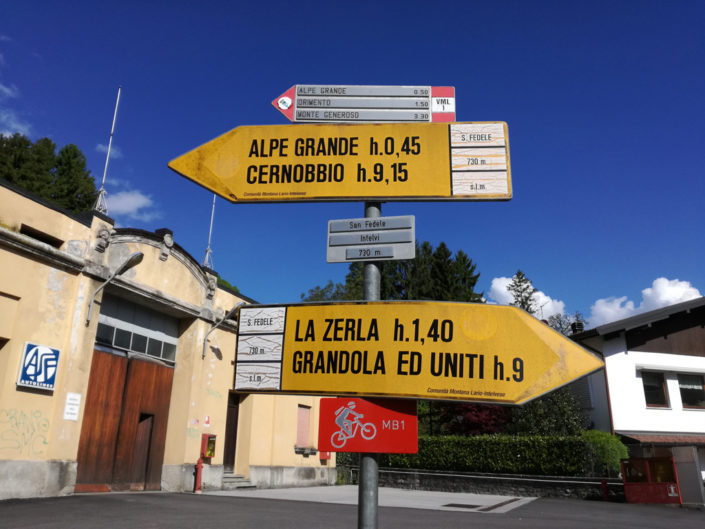 ALPE GRANDE 0.50
ORIMENTO 1.50
MONTE GENEROSO 3.30
VML
ALPE GRANDE h.0,45
CERNOBBIO h.9,15
Comunità Montana Lario-Intelvese
S. FEDELE
730 m.
s.l.m
San Fedele
Intelvi
730 m
S. FEDELE
730 m.
s.l.m
LA ZERLA h.1,40
GRANDOLA ED UNITI h.9
Comunità Montana Lario-Intelvese
MB1
ASF
AUTOLINEE